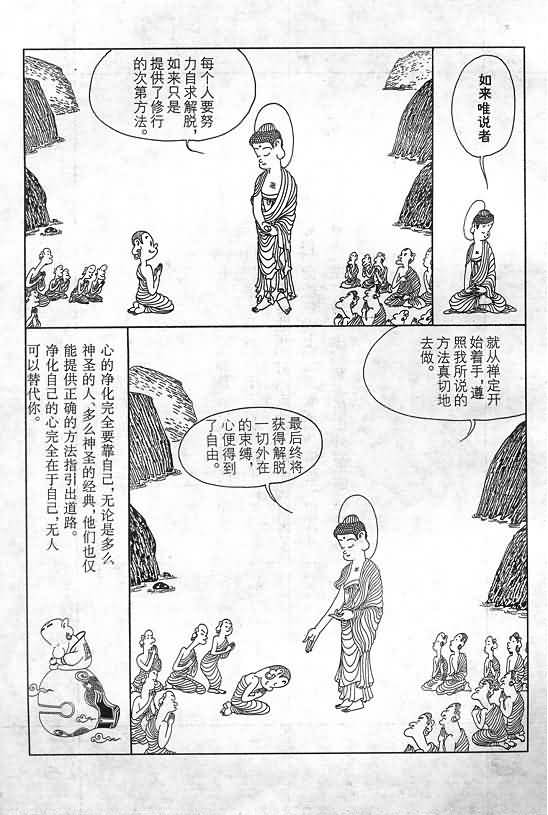 如来唯说者
每个人要努
力自求解脱，
如来只是
提供了修行
的次第方法。
就从禅定开
始着手，遵
照我所说的
方法真切地
去做。
最后终将
获得解脱
一切外在
的束缚，
心便得到
了自由。
心的净化完全要靠自己，无论是多么
神圣的人、多么神圣的经典，他们也仅
能提供正确的方法指引出道路。
净化自己的心完全在于自己，无人
可以替代你。